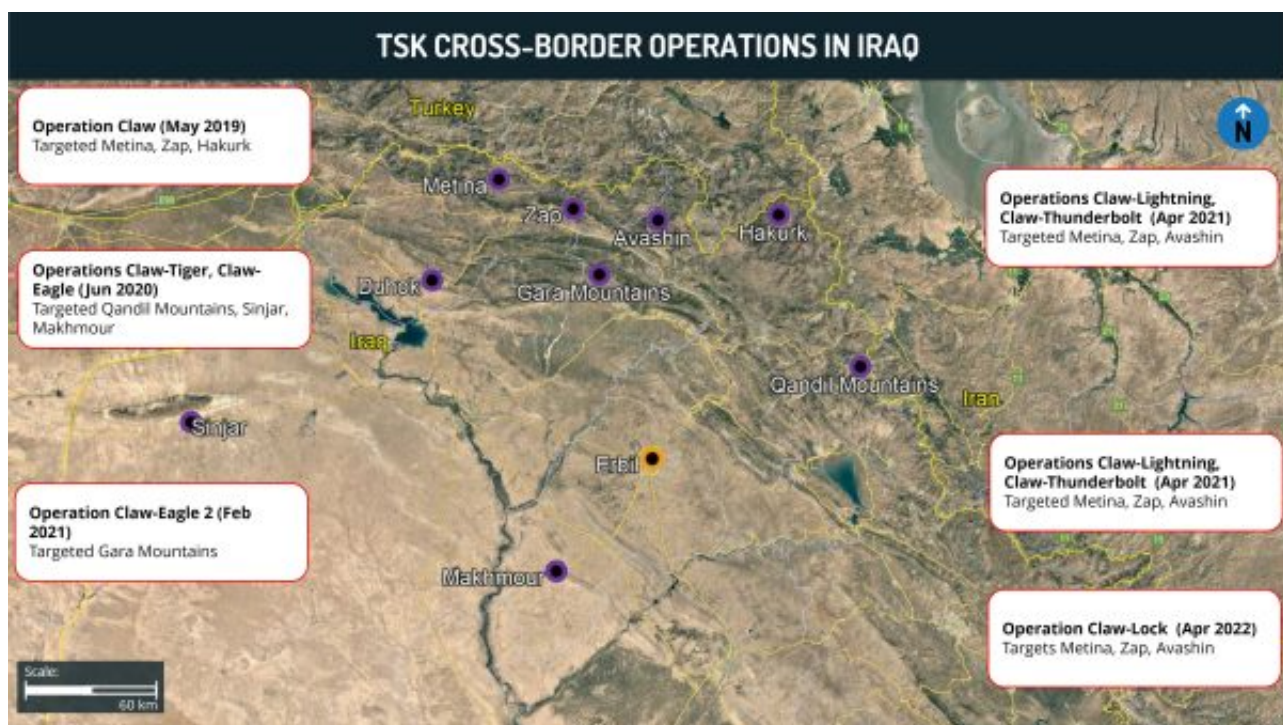 TSK CROSS-BORDER OPERATIONS IN IRAQ
Operation Claw (May 2019)
Targeted Metina, Zap, Hakurk
Operations Claw-Tiger, Claw-
Eagle (Jun 2020)
Targeted Qandil Mountains, Sinjar,
Makhmour
Operation Claw-Eagle 2 (Feb
2021)
Targeted Gara Mountains
Turkey
N
Metina
Zap
Avashin
Hakurk
Duhok
Gara Mountains
Iraq
Qandil Mountains
Iran
Sinjar
Erbil
Makhmour
Operations Claw-Lightning,
Claw-Thunderbolt (Apr 2021)
Targeted Metina, Zap, Avashin
Operations Claw-Lightning,
Claw-Thunderbolt (Apr 2021)
Targeted Metina, Zap, Avashin
Operation Claw-Lock (Apr 2022)
Targets Metina, Zap, Avashin
Scale:
60 km